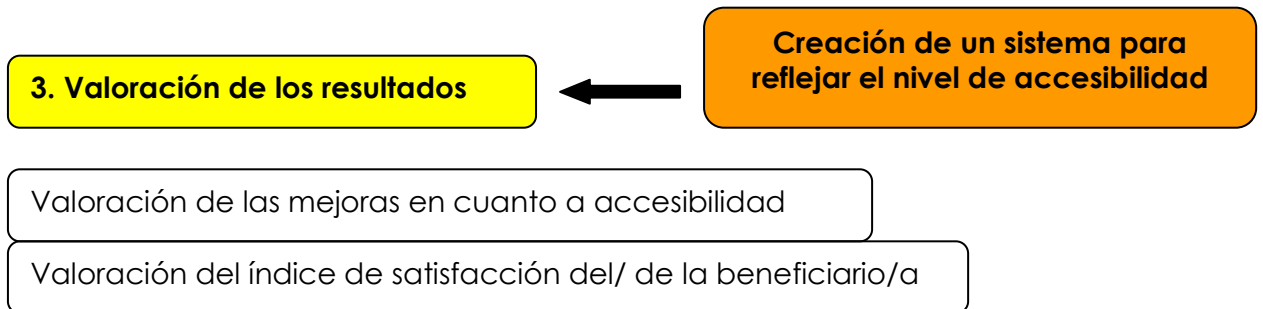 Creación de un sistema para
reflejar el nivel de accesibilidad
3. Valoración de los resultados
Valoración de las mejoras en cuanto a accesibilidad
Valoración del índice de satisfacción del/ de la beneficiario/a